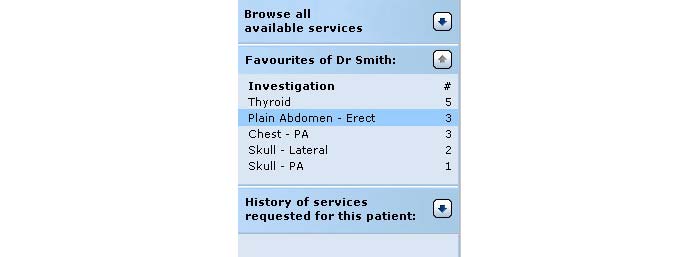 Browse all
available services
Favourites of Dr Smith:
Investigation #
Thyroid 5
Plain Abdomen - Erect 3
Chest - PA 3
Skull - Lateral 2
Skull - PA 1
History of services
requested for this patient: